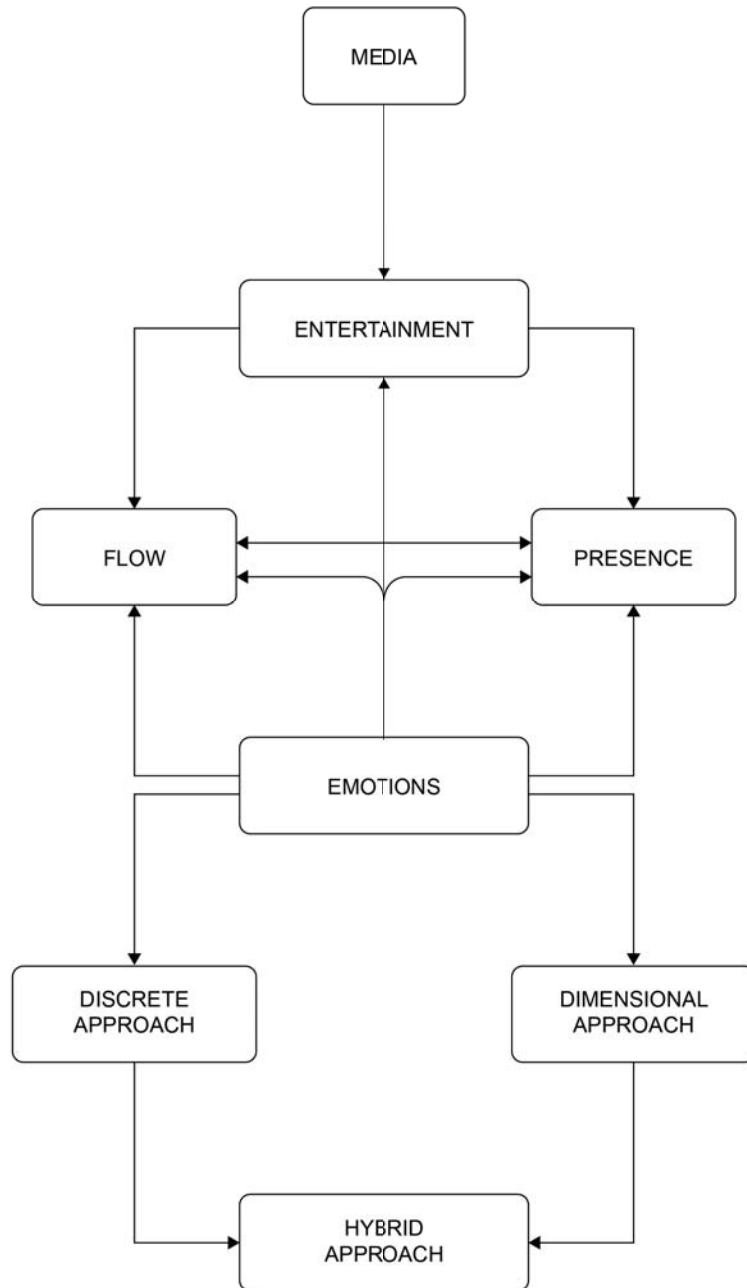 MEDIA
ENTERTAINMENT
FLOW
PRESENCE
EMOTIONS
DISCRETE
APPROACH
DIMENSIONAL
APPROACH
HYBRID
APPROACH